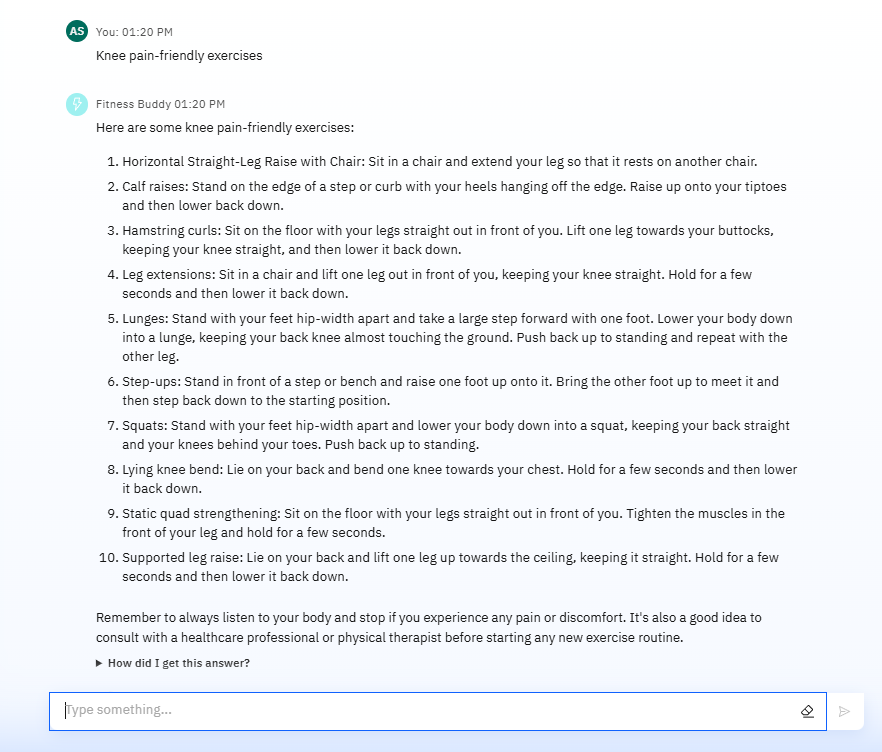 AS You: 01:20 PM
Knee pain-friendly exercises
Fitness Buddy 01:20 PM
Here are some knee pain-friendly exercises:
1. Horizontal Straight-Leg Raise with Chair: Sit in a chair and extend your leg so that it rests on another chair.
2. Calf raises: Stand on the edge of a step or curb with your heels hanging off the edge. Raise up onto your tiptoes
and then lower back down.
3. Hamstring curls: Sit on the floor with your legs straight out in front of you. Lift one leg towards your buttocks,
keeping your knee straight, and then lower it back down.
4. Leg extensions: Sit in a chair and lift one leg out in front of you, keeping your knee straight. Hold for a few
seconds and then lower it back down.
5. Lunges: Stand with your feet hip-width apart and take a large step forward with one foot. Lower your body down
into a lunge, keeping your back knee almost touching the ground. Push back up to standing and repeat with the
other leg.
6. Step-ups: Stand in front of a step or bench and raise one foot up onto it. Bring the other foot up to meet it and
then step back down to the starting position.
7. Squats: Stand with your feet hip-width apart and lower your body down into a squat, keeping your back straight
and your knees behind your toes. Push back up to standing.
8. Lying knee bend: Lie on your back and bend one knee towards your chest. Hold for a few seconds and then lower
it back down.
9. Static quad strengthening: Sit on the floor with your legs straight out in front of you. Tighten the muscles in the
front of your leg and hold for a few seconds.
10. Supported leg raise: Lie on your back and lift one leg up towards the ceiling, keeping it straight. Hold for a few
seconds and then lower it back down.
Remember to always listen to your body and stop if you experience any pain or discomfort. It's also a good idea to
consult with a healthcare professional or physical therapist before starting any new exercise routine.
How did I get this answer?
Type something...